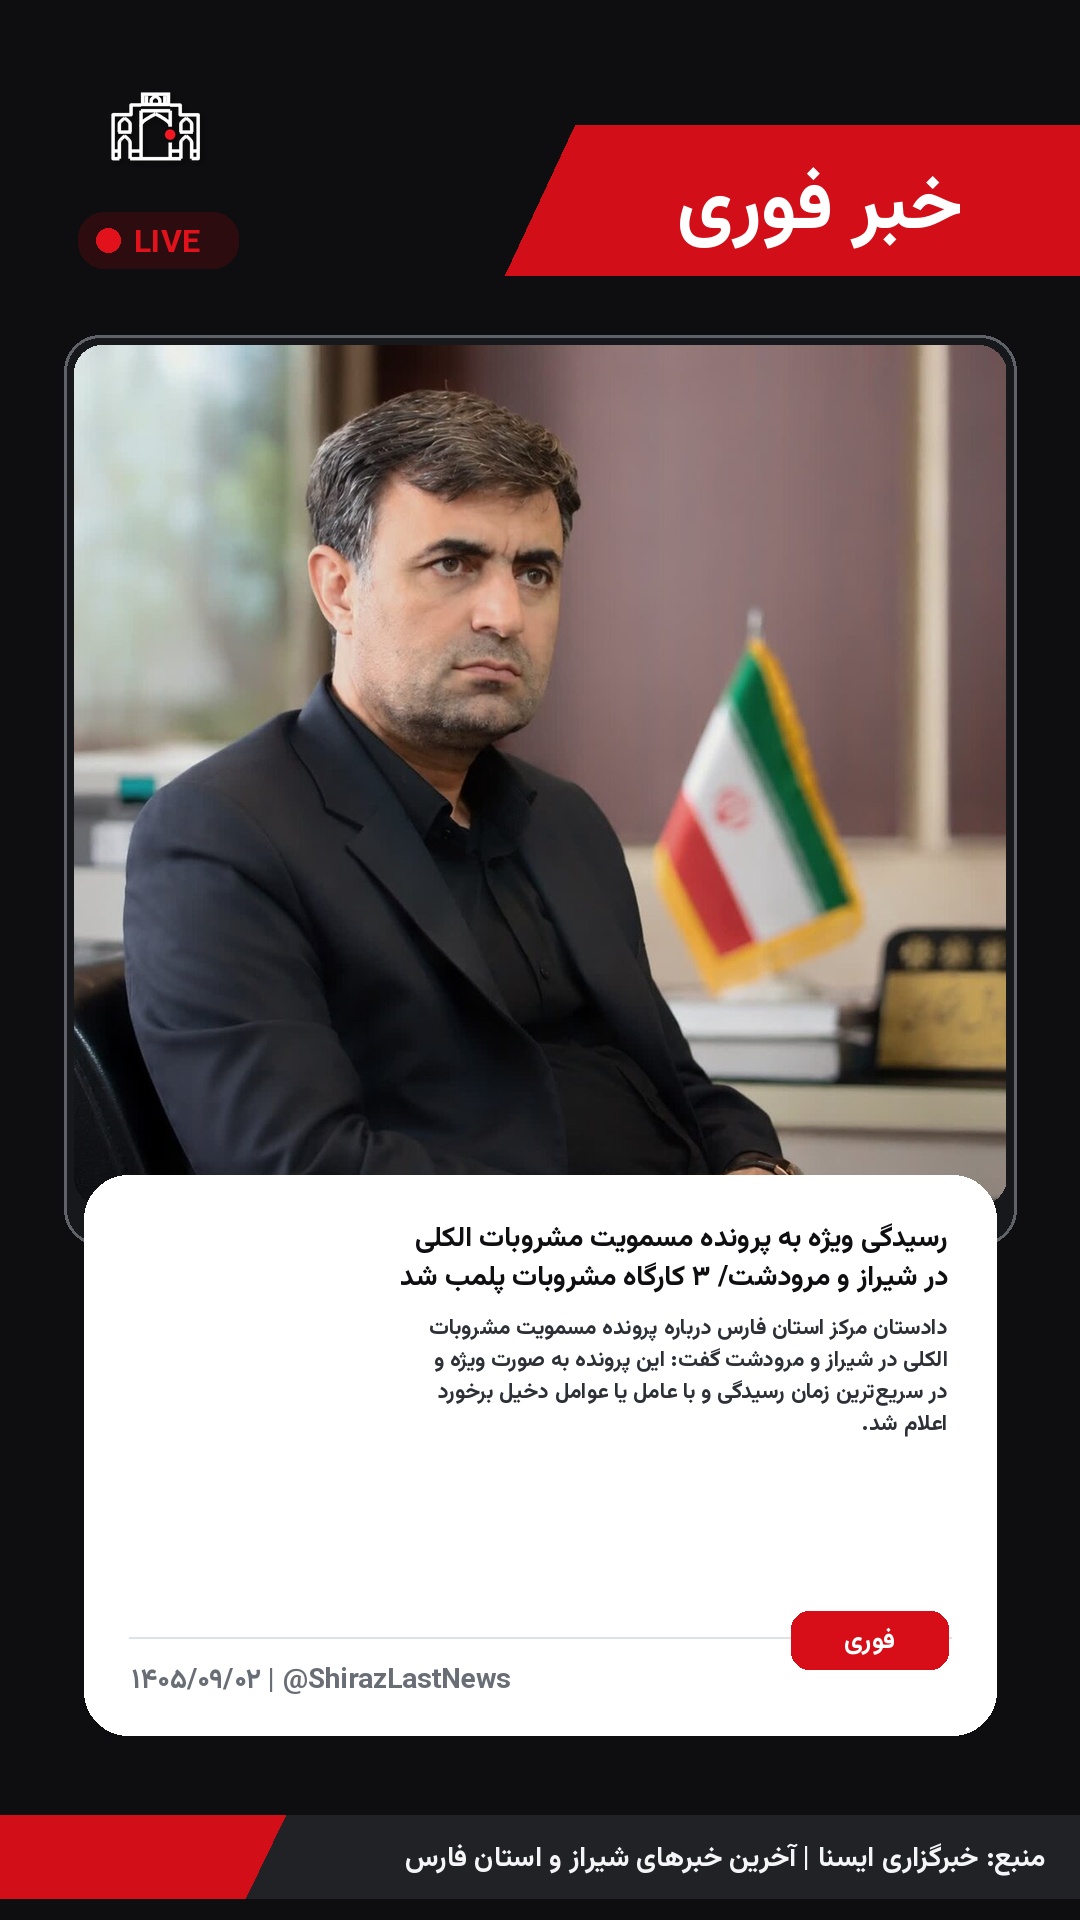 خبر فوری
LIVE
رسیدگی ویژه به پرونده مسمویت مشروبات الکلی
در شیراز و مرودشت/ ۳ کارگاه مشروبات پلمب شد
دادستان مرکز استان فارس درباره پرونده مسمویت مشروبات
الکلی در شیراز و مرودشت گفت: این پرونده به صورت ویژه و
در سریع‌ترین زمان رسیدگی و با عامل یا عوامل دخیل برخورد
اعلام شد.
فوری
۱۴۰۵/۰۹/۰۲ | @ShirazLastNews
منبع: خبرگزاری ایسنا | آخرین خبرهای شیراز و استان فارس